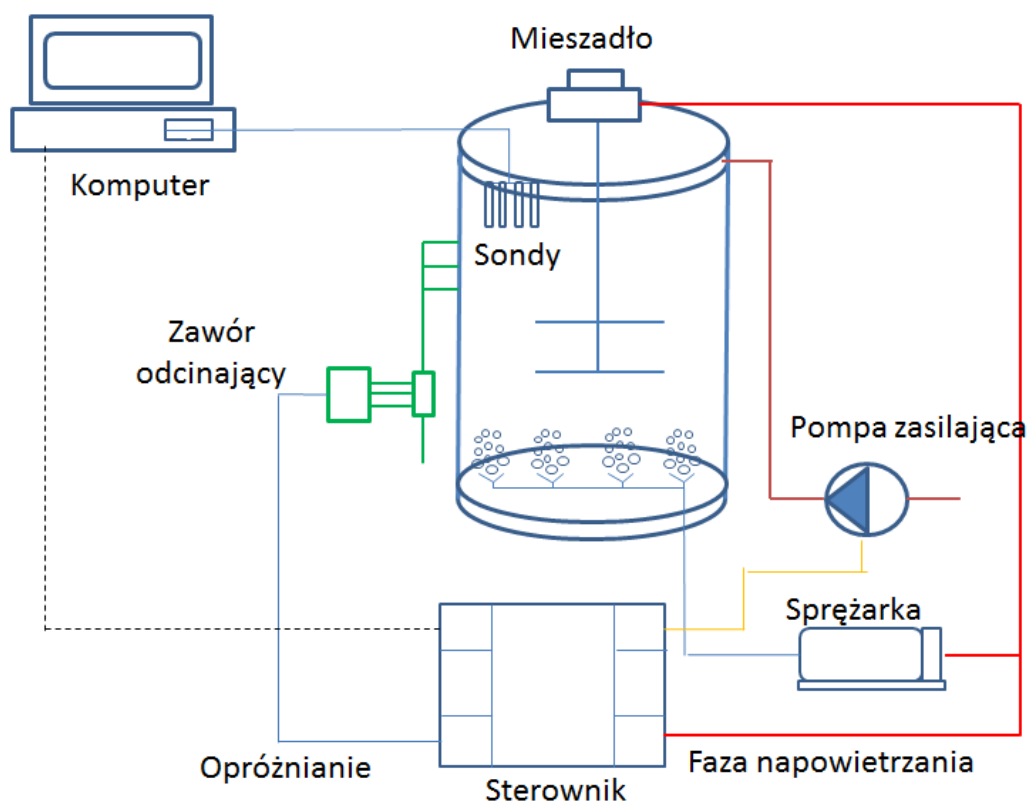 Mieszadło
Komputer
Sondy
Zawór
odcinający
Pompa zasilająca
Sprężarka
Opróżnianie
Faza napowietrzania
Sterownik